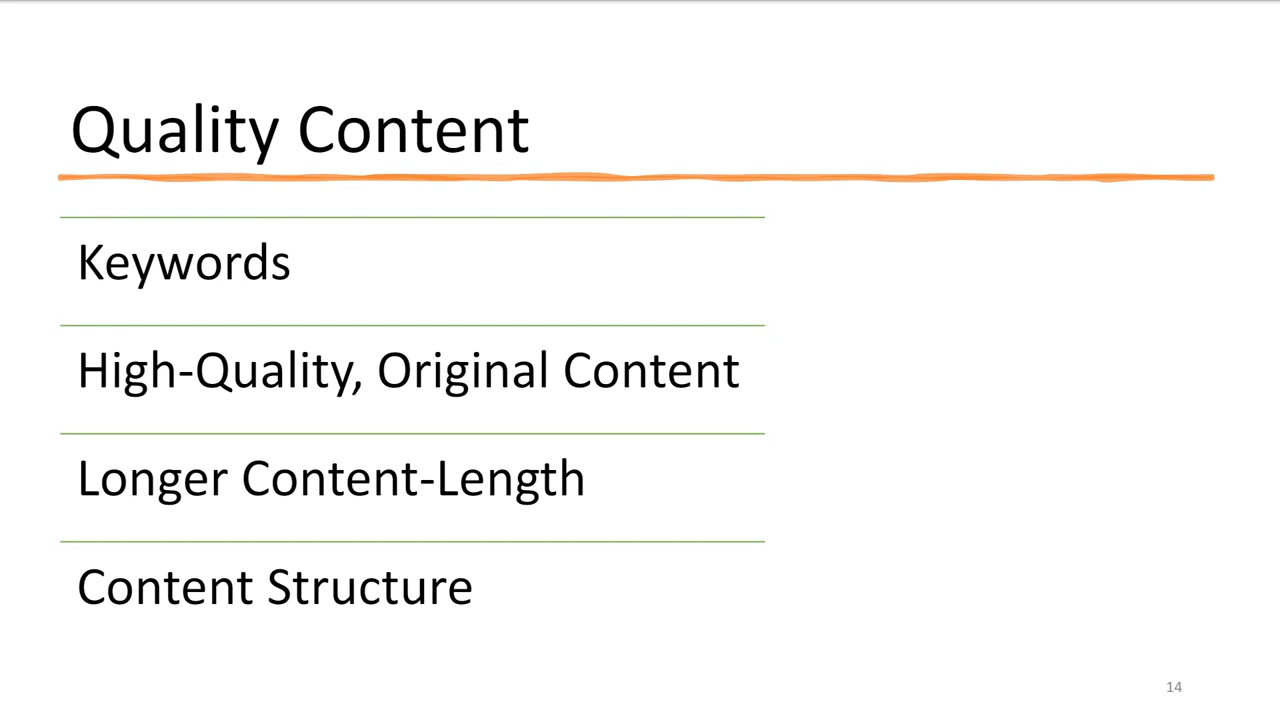 Quality Content
Keywords
High-Quality, Original Content
Longer Content-Length
Content Structure
14